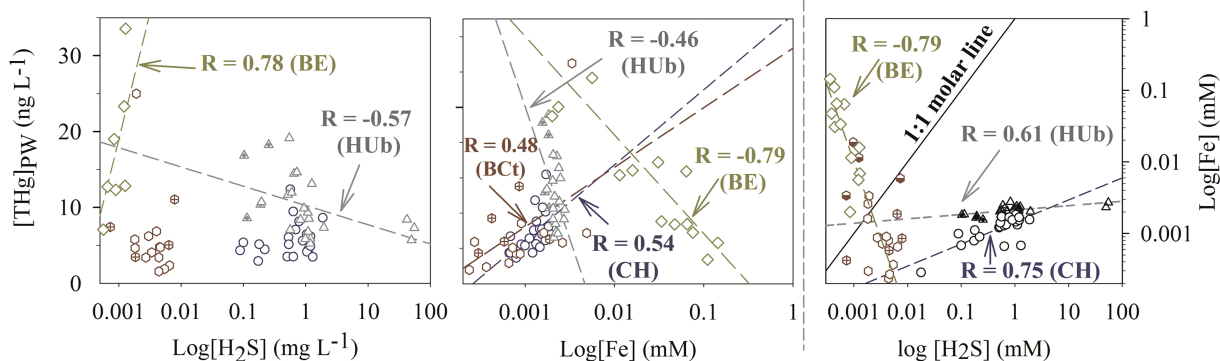 [THg]PW (ng L-1)
30
20
10
0
R = 0.78 (BE)
R = -0.57
(HUb)
0.001 0.01 0.1 1 10 100
Log[H2S] (mg L-1)
R = -0.46
(HUb)
R = 0.48
(BCt)
R = -0.79
(BE)
R = 0.54
(CH)
0.001 0.01 0.1 1
Log[Fe] (mM)
R = -0.79
(BE)
1:1 molar line
R = 0.61 (HUb)
R = 0.75 (CH)
1
0.1
0.01
0.001
Log[Fe] (mM)
0.001 0.01 0.1 1 10 100
log [H2S] (mM)